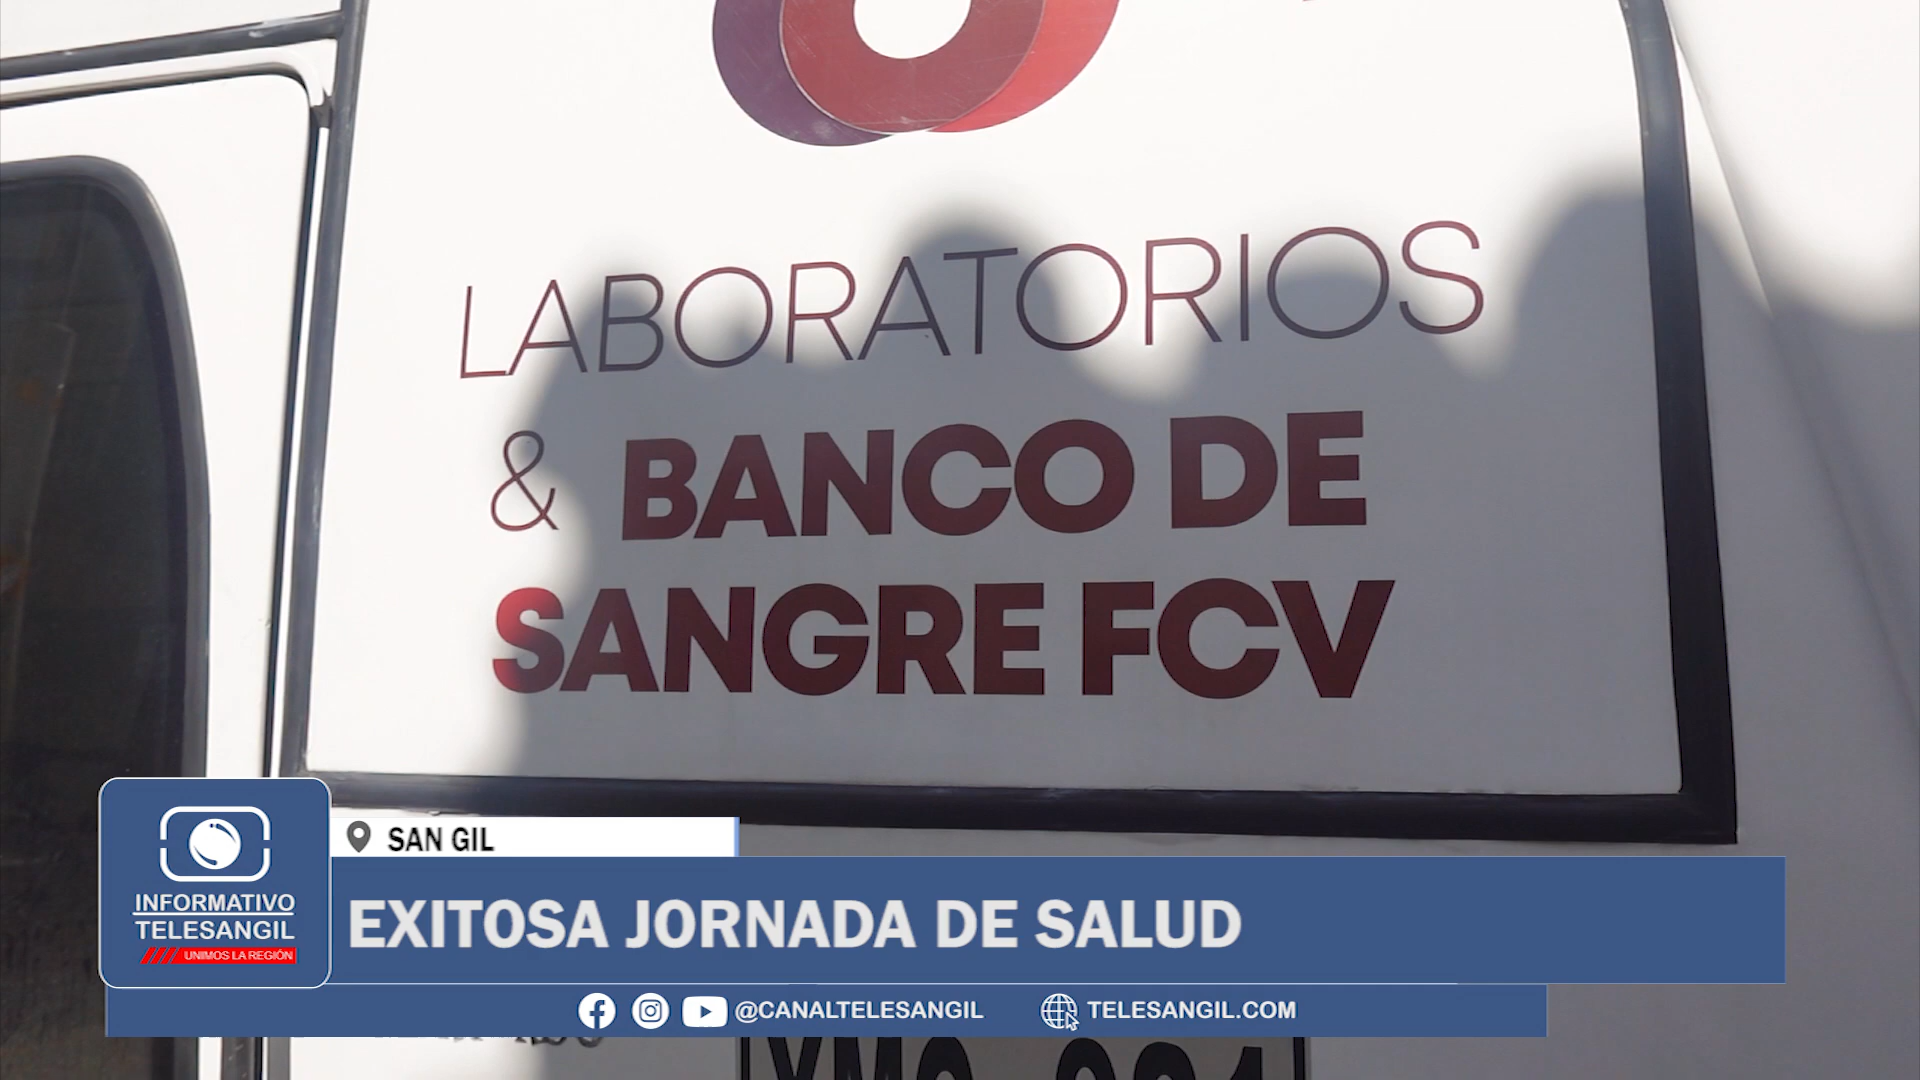 LABORATORIOS
& BANCO DE
SANGRE FCV
SAN GIL
INFORMATIVO
TELESANGIL
UNIMOS LA REGIÓN
EXITOSA JORNADA DE SALUD
@CANALTELESANGIL
TELESANGIL.COM